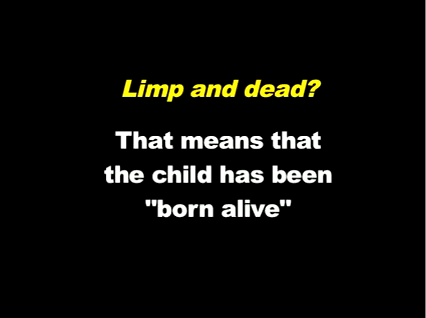 Limp and dead?
That means that
the child has been
"born alive"